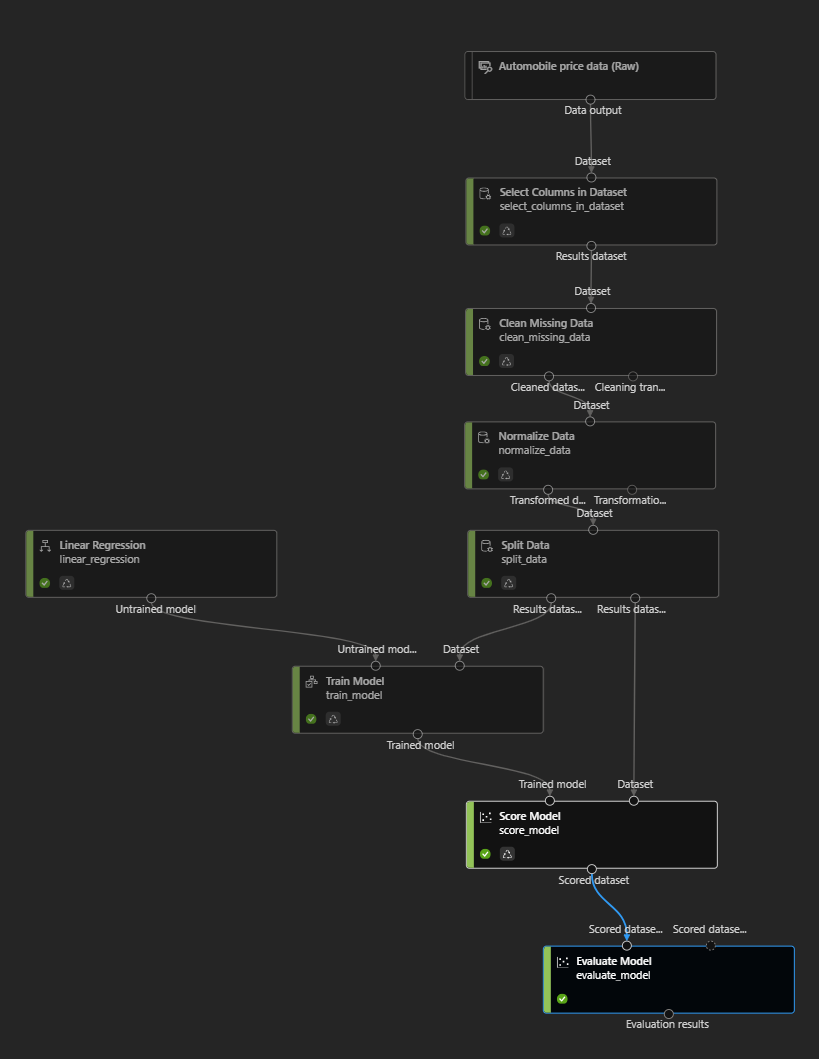 Automobile price data (Raw)
Data output
Dataset
Select Columns in Dataset
select_columns_in_dataset
Results dataset
Dataset
Clean Missing Data
clean_missing_data
Cleaned datas... Cleaning tran...
Dataset
Normalize Data
normalize_data
Transformed d... Transformatio...
Dataset
Linear Regression
linear_regression
Untrained model
Split Data
split_data
Results datas... Results datas...
Untrained mod... Dataset
Train Model
train_model
Trained model
Trained model Dataset
Score Model
score_model
Scored dataset
Scored datase... Scored datase...
Evaluate Model
evaluate_model
Evaluation results